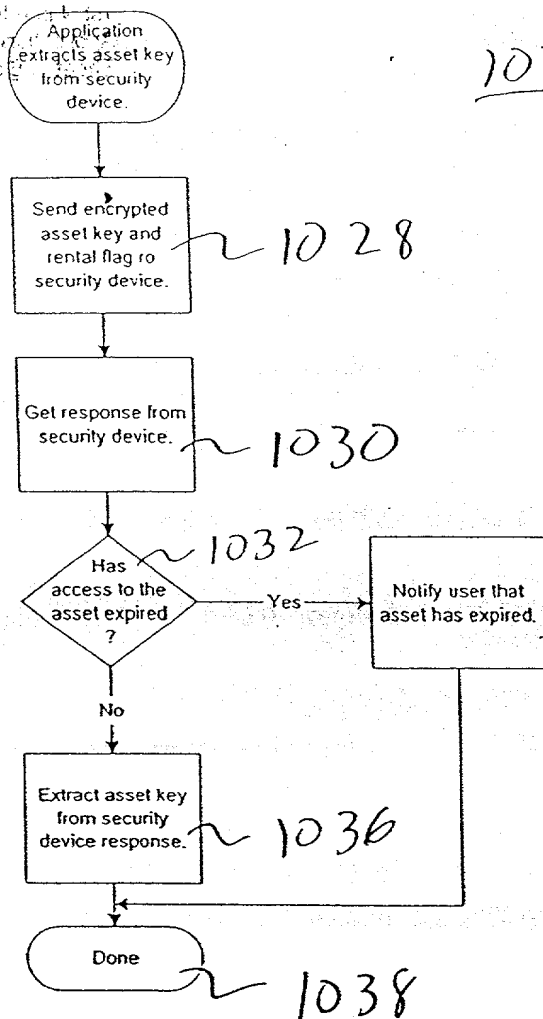 Application
extracts asset key
from security
device.
10
Send encrypted
asset key and
rental flag ro
security device.
1028
Get response from
security device.
1030
1032
Has
access to the
asset expired
?
Yes
Notify user that
asset has expired.
No
Extract asset key
from security
device response.
1036
Done
1038